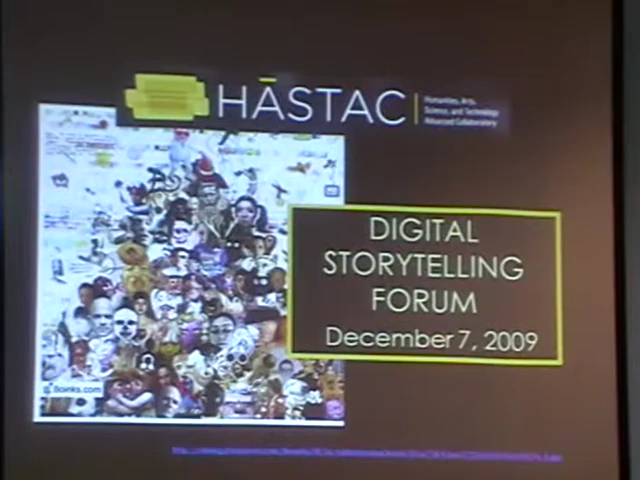 HASTAC
Humanities, Arts,
Science, and Technology
Advanced Collaboratory
DIGITAL
STORYTELLING
FORUM
December 7, 2009